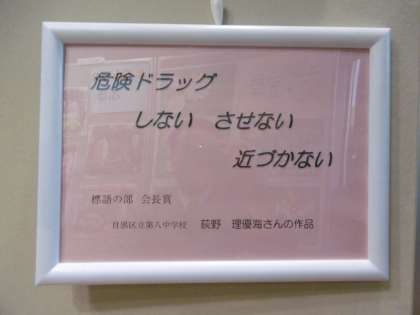 危険ドラッグ
しない させない
近づかない
標語の部 会長賞
目黒区立第八中学校 荻野 理優海さんの作品